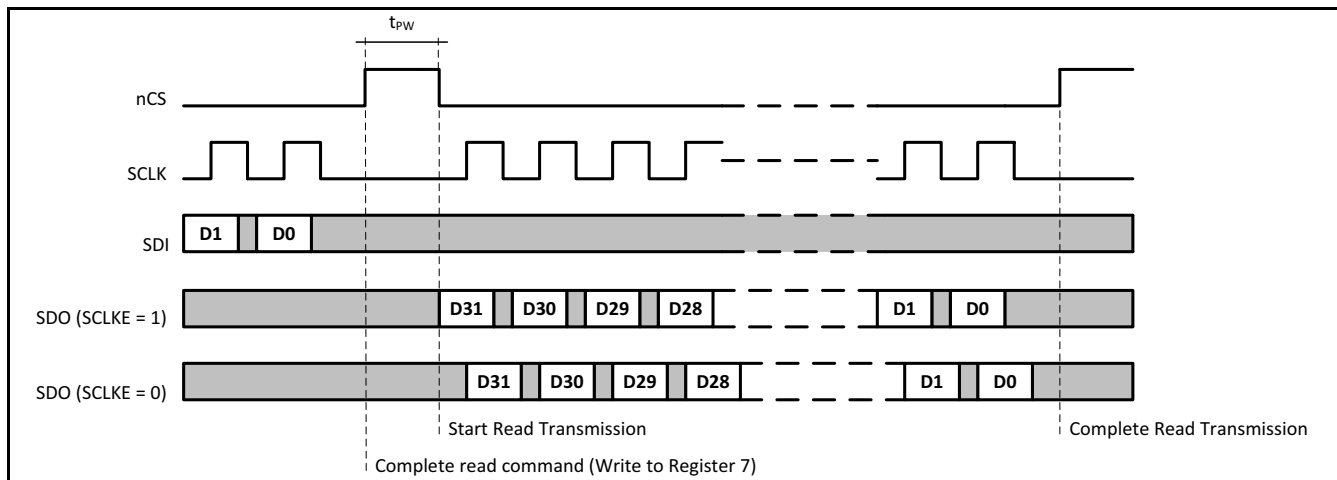 tPW
nCS
SCLK
SDI D1 D0
SDO (SCLKE = 1) D31 D30 D29 D28 D1 D0
SDO (SCLKE = 0) D31 D30 D29 D28 D1 D0
Start Read Transmission Complete Read Transmission
Complete read command (Write to Register 7)